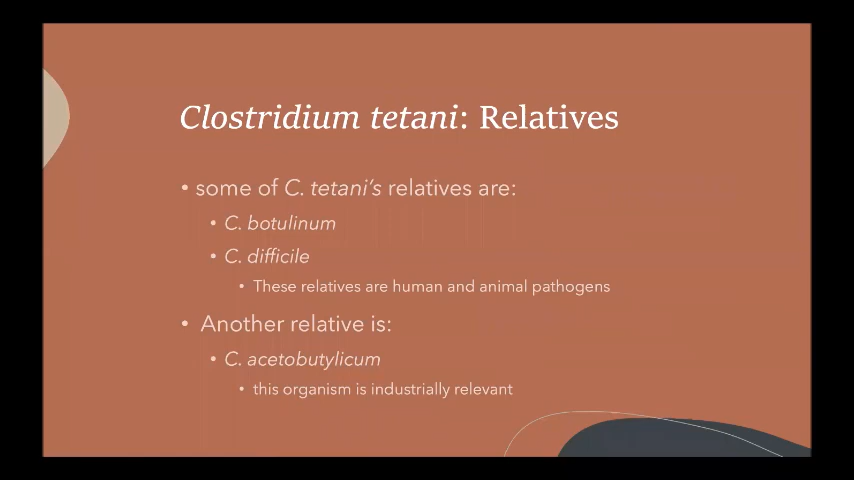 Clostridium tetani: Relatives
• some of C. tetani's relatives are:
• C. botulinum
• C. difficile
• These relatives are human and animal pathogens
• Another relative is:
• C. acetobutylicum
• this organism is industrially relevant